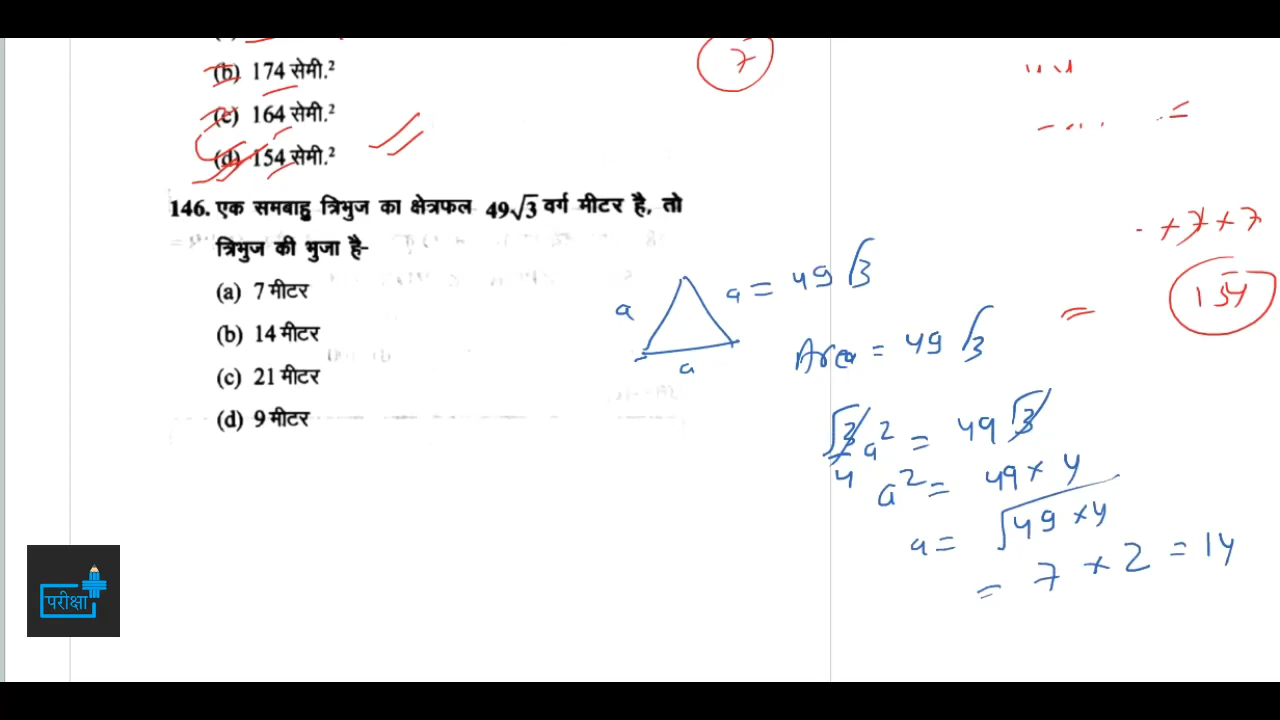 (b) 174 सेमी.²
(c) 164 सेमी.²
(d) 154 सेमी.²
146. एक समबाहु त्रिभुज का क्षेत्रफल 49√3 वर्ग मीटर है, तो
त्रिभुज की भुजा है-
(a) 7 मीटर
(b) 14 मीटर
(c) 21 मीटर
(d) 9 मीटर
7
+ 7 + 7
= 154
a a = 49√3
a
Area = 49√3
√3/4 a² = 49√3
a² = 49 × 4
a = √49 × 4
= 7 × 2 = 14
परीक्षा